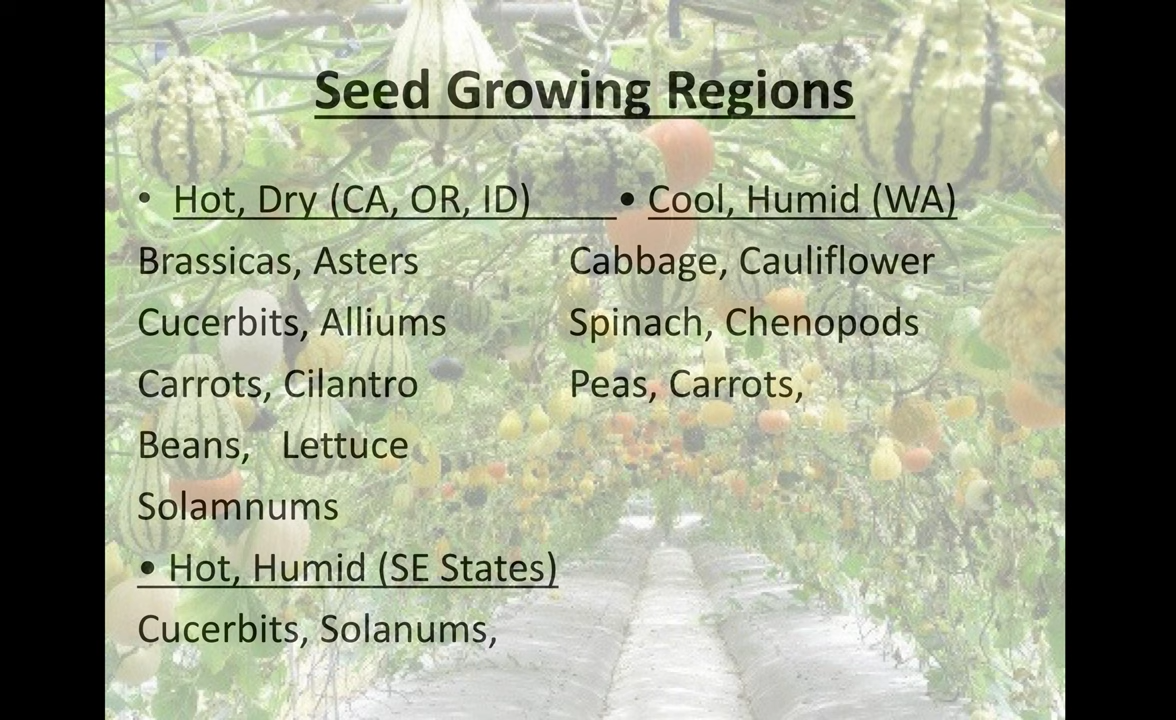 Seed Growing Regions
• Hot, Dry (CA, OR, ID) • Cool, Humid (WA)
Brassicas, Asters Cabbage, Cauliflower
Cucerbits, Alliums Spinach, Chenopods
Carrots, Cilantro Peas, Carrots,
Beans, Lettuce
Solamnums
• Hot, Humid (SE States)
Cucerbits, Solanums,